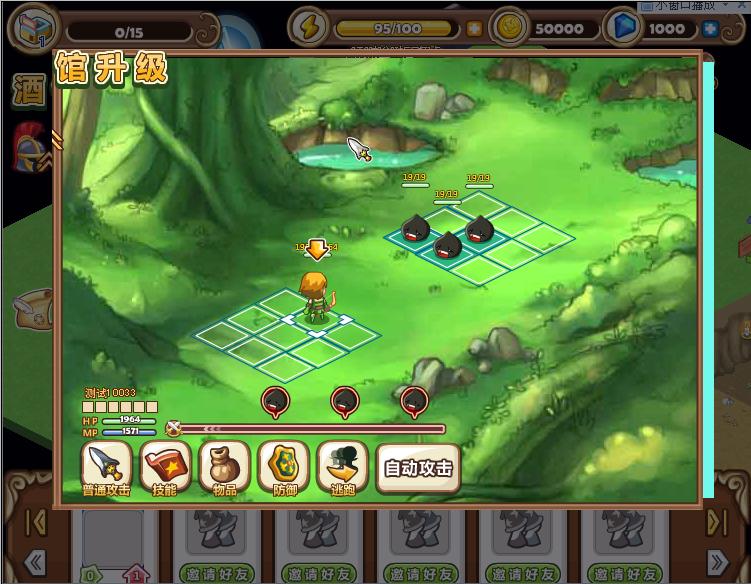 小窗口播放
1
0/15
95/100
50000
1000
馆升级
酒
19/19
19/19
19/19
测试10033
HP 1964
MP 1571
普通攻击 技能 物品 防御 逃跑 自动攻击
0 1 邀请好友 邀请好友 邀请好友 邀请好友 邀请好友